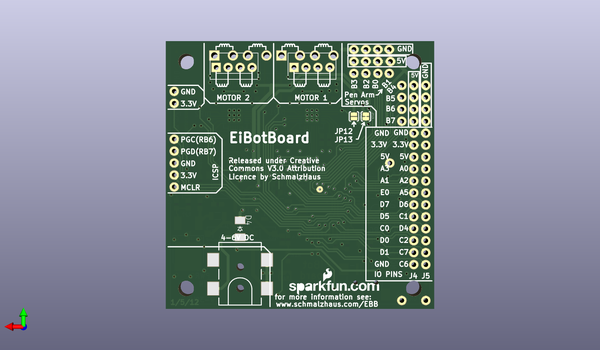 GND
5V
B3 B2 B0 B1 B4
MOTOR 2
MOTOR 1
Pen Arm
Servos
5V
GND
B5
B6
B7
GND
3.3V
JP12
JP13
EiBotBoard
Released under Creative
Commons V3.0 Attribution
Licence by SchmalzHaus
PGC(RB6)
PGD(RB7)
GND
3.3V
MCLR
ICSP
GND GND
3.3V 3.3V
5V 5V
A3 A0
A1 A2
E0 A5
D7 D6
D5 C1
C0 D4
D0 C2
D1 C7
GND C6
IO PINS J4 J5
sparkfun.com
for more information see:
www.schmalzhaus.com/EBB